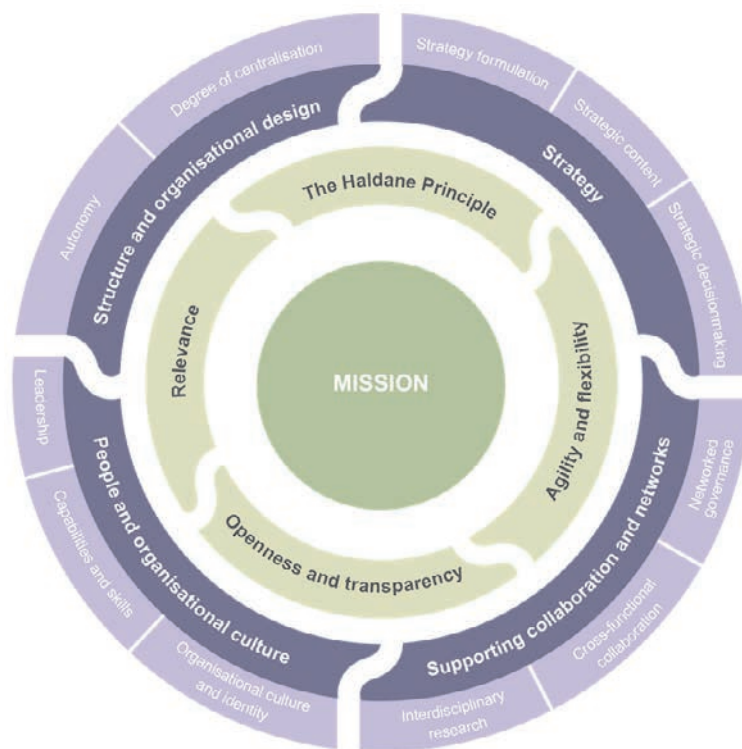 Degree of centralisation
Autonomy
Structure and organisational design
Strategy formulation
Strategic content
Strategic decisionmaking
Strategy
The Haldane Principle
Relevance
Agility and flexibility
MISSION
Openness and transparency
Leadership
Capabilities and skills
Organisational culture
and identity
People and organisational culture
Networked
governance
Cross-functional
collaboration
Interdisciplinary
research
Supporting collaboration and networks